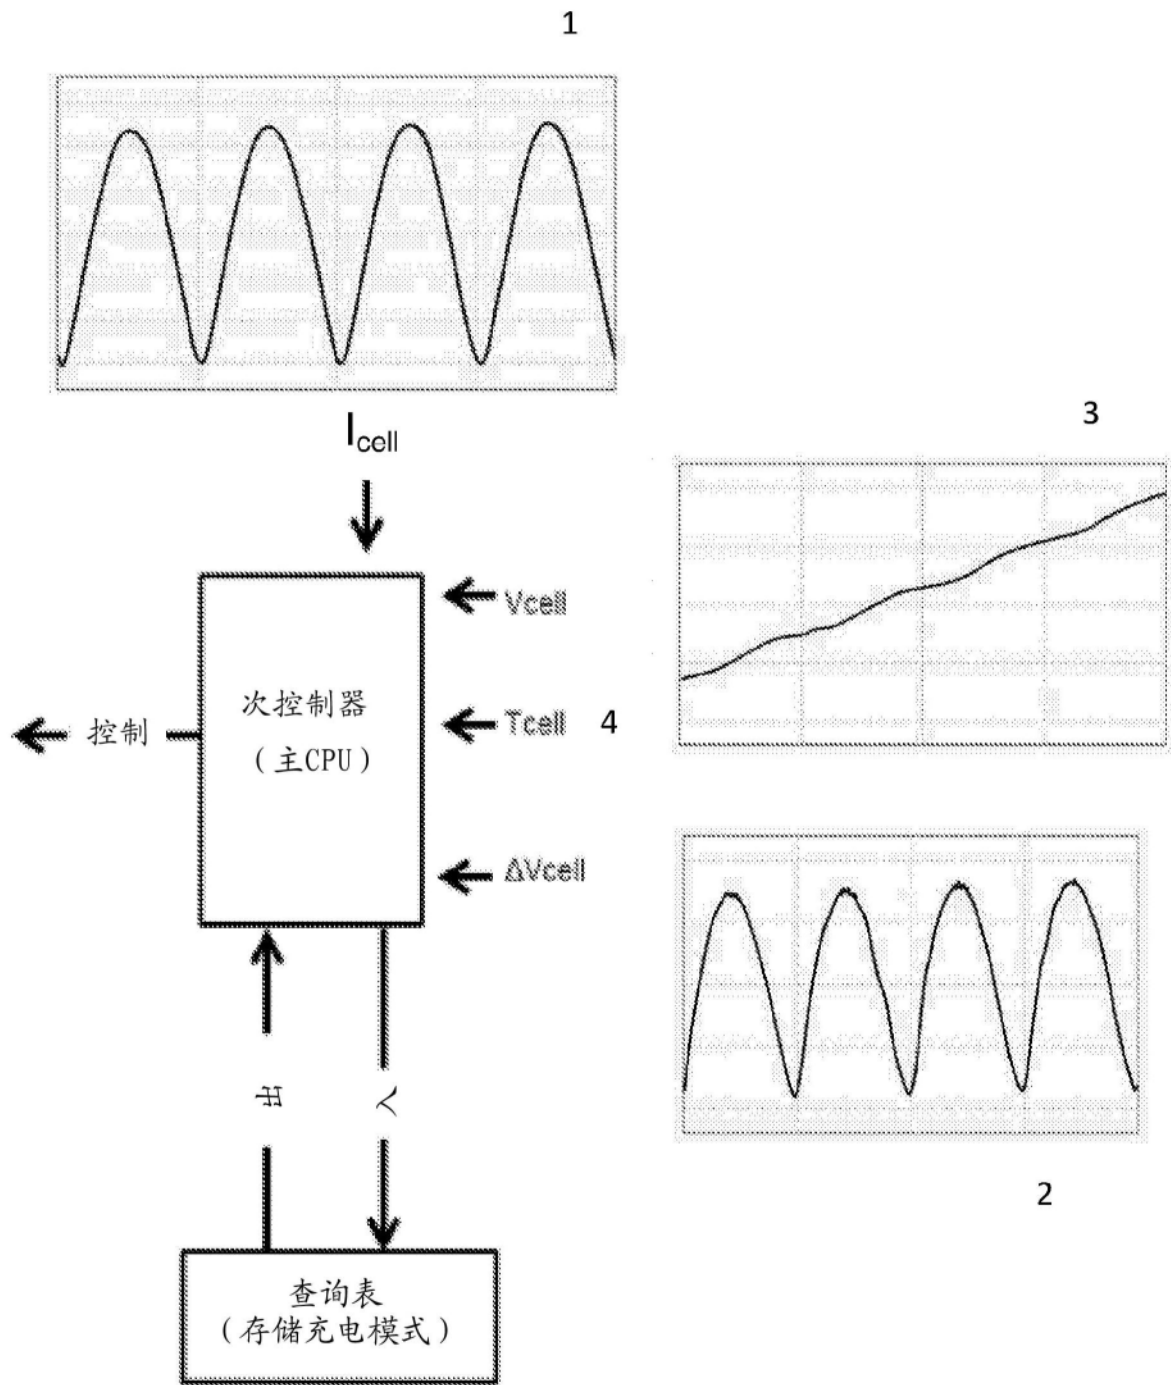 1
I_cell
3
Vcell
次控制器
(主CPU)
控制
Tcell
4
ΔVcell
出
入
2
查询表
(存储充电模式)